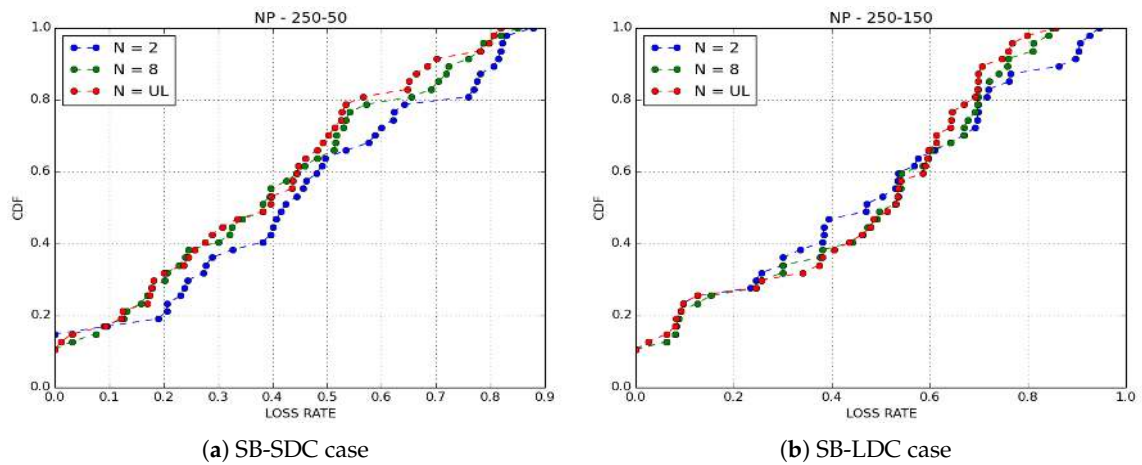 NP - 250-50
1.0
0.8
0.6
0.4
0.2
0.0
CDF
N = 2
N = 8
N = UL
0.0 0.1 0.2 0.3 0.4 0.5 0.6 0.7 0.8 0.9
LOSS RATE
(a) SB-SDC case
NP - 250-150
1.0
0.8
0.6
0.4
0.2
0.0
CDF
N = 2
N = 8
N = UL
0.0 0.2 0.4 0.6 0.8 1.0
LOSS RATE
(b) SB-LDC case